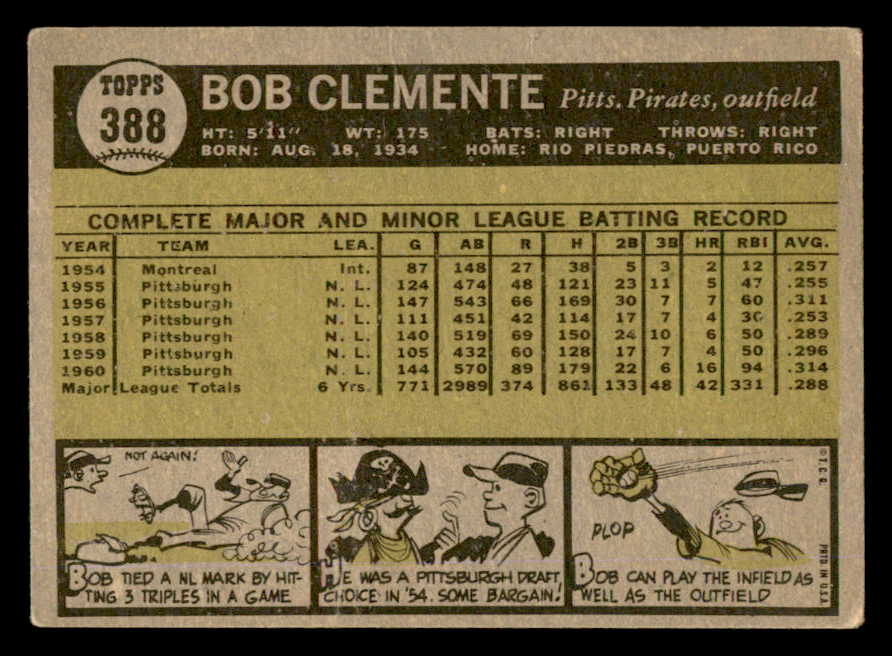 TOPPS
388
BOB CLEMENTE Pitts. Pirates, outfield
HT: 5'11" WT: 175 BATS: RIGHT THROWS: RIGHT
BORN: AUG. 18, 1934 HOME: RIO PIEDRAS, PUERTO RICO
COMPLETE MAJOR AND MINOR LEAGUE BATTING RECORD
YEAR TEAM LEA. G AB R H 2B 3B HR RBI AVG.
1954 Montreal Int. 87 148 27 38 5 3 2 12 .257
1955 Pittsburgh N. L. 124 474 48 121 23 11 5 47 .255
1956 Pittsburgh N. L. 147 543 66 169 30 7 7 60 .311
1957 Pittsburgh N. L. 111 451 42 114 17 7 4 30 .253
1958 Pittsburgh N. L. 140 519 69 150 24 10 6 50 .289
1959 Pittsburgh N. L. 105 432 60 128 17 7 4 50 .296
1960 Pittsburgh N. L. 144 570 89 179 22 6 16 94 .314
Major League Totals 6 Yrs. 771 2989 374 861 133 48 42 331 .288
NOT AGAIN!
BOB TIED A NL MARK BY HIT-
TING 3 TRIPLES IN A GAME
HE WAS A PITTSBURGH DRAFT
CHOICE IN '54. SOME BARGAIN!
PLOP
BOB CAN PLAY THE INFIELD AS
WELL AS THE OUTFIELD
© T. C. G.
PRTD. IN U.S.A.